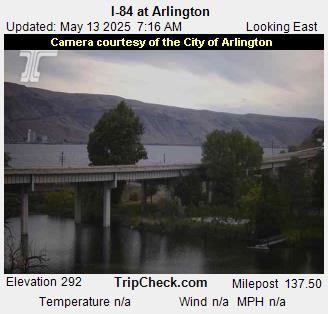 I-84 at Arlington
Updated: May 13 2025 7:16 AM Looking East
Camera courtesy of the City of Arlington
Elevation 292 TripCheck.com Milepost 137.50
Temperature n/a Wind n/a MPH n/a